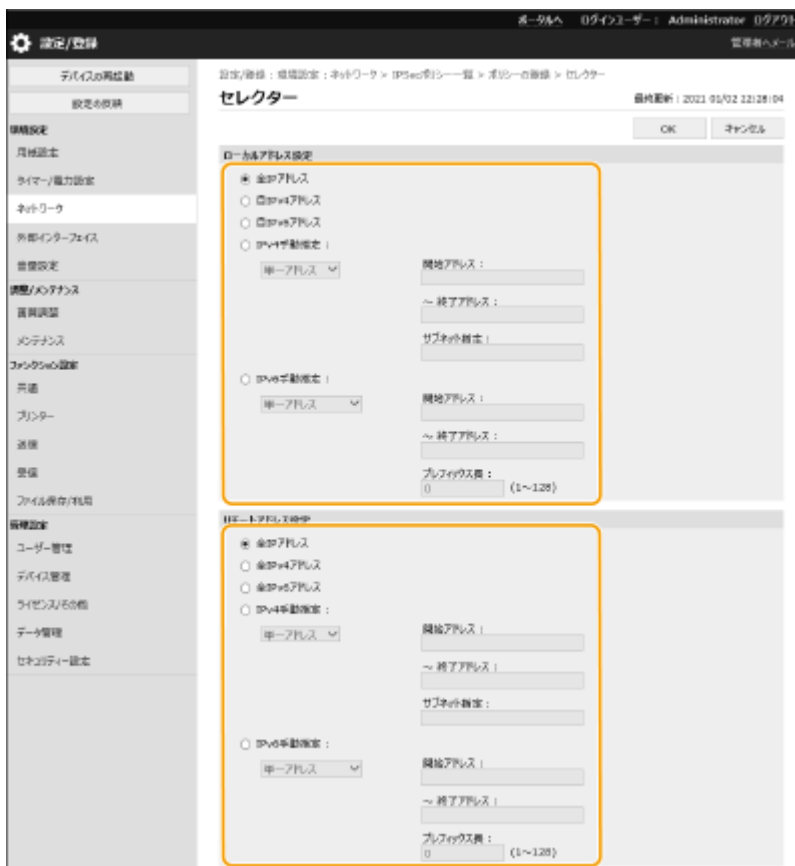 ポータルへ ログインユーザー： Administrator ログアウト
設定/登録
管理者へメール
デバイスの再起動
設定の反映
環境設定
用紙設定
タイマー/電力設定
ネットワーク
外部インターフェイス
音量設定
調整/メンテナンス
画質調整
メンテナンス
ファンクション設定
共通
プリンター
送信
受信
ファイル保存/利用
管理設定
ユーザー管理
デバイス管理
ライセンス/その他
データ管理
セキュリティー設定
設定/登録：環境設定：ネットワーク > IPSecポリシー一覧 > ポリシーの登録 > セレクター
セレクター
最終更新：2021 01/02 22:28:04
OK キャンセル
ローカルアドレス設定
全IPアドレス
自IPv4アドレス
自IPv6アドレス
IPv4手動指定：
単一アドレス
開始アドレス：
～ 終了アドレス：
サブネット指定：
IPv6手動指定：
単一アドレス
開始アドレス：
～ 終了アドレス：
プレフィックス長：
0 (1～128)
リモートアドレス設定
全IPアドレス
全IPv4アドレス
全IPv6アドレス
IPv4手動指定：
単一アドレス
開始アドレス：
～ 終了アドレス：
サブネット指定：
IPv6手動指定：
単一アドレス
開始アドレス：
～ 終了アドレス：
プレフィックス長：
0 (1～128)